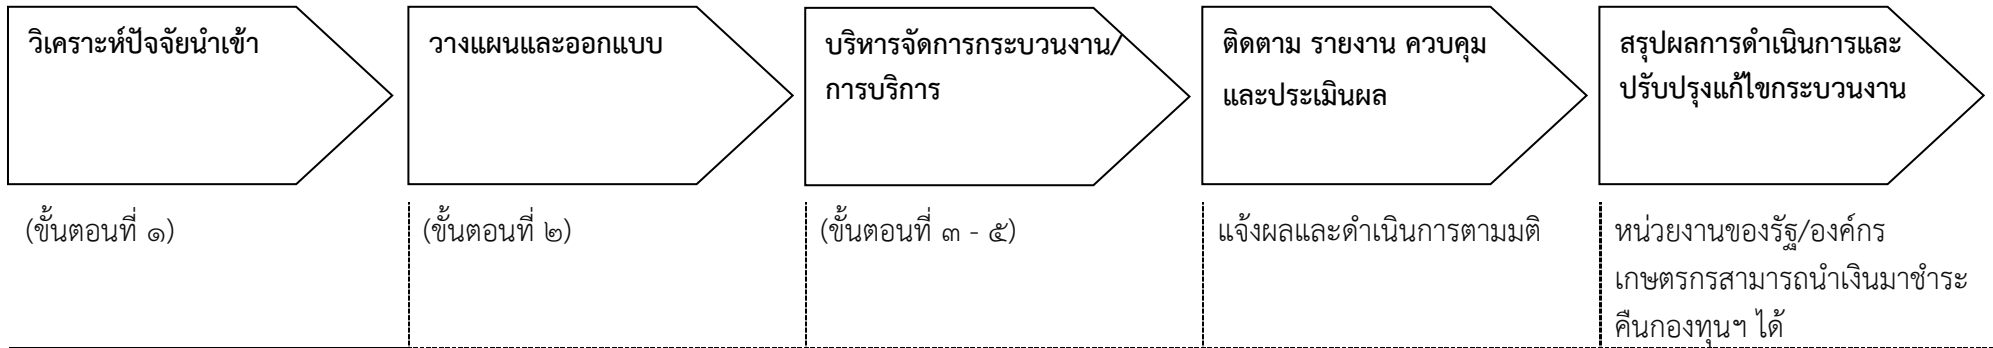 วิเคราะห์ปัจจัยนำเข้า
วางแผนและออกแบบ
บริหารจัดการกระบวนงาน/
การบริการ
ติดตาม รายงาน ควบคุม
และประเมินผล
สรุปผลการดำเนินการและ
ปรับปรุงแก้ไขกระบวนงาน
(ขั้นตอนที่ ๑)
(ขั้นตอนที่ ๒)
(ขั้นตอนที่ ๓ - ๕)
แจ้งผลและดำเนินการตามมติ
หน่วยงานของรัฐ/องค์กร
เกษตรกรสามารถนำเงินมาชำระ
คืนกองทุนฯ ได้